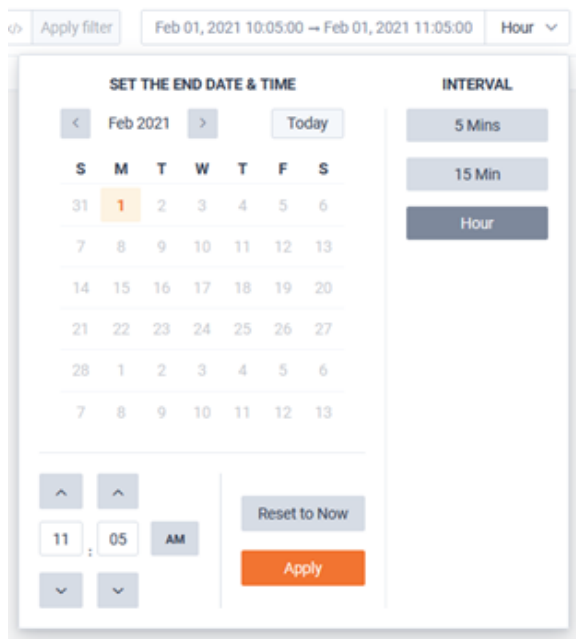 </> Apply filter Feb 01, 2021 10:05:00 → Feb 01, 2021 11:05:00 Hour
SET THE END DATE & TIME
< Feb 2021 > Today
S M T W T F S
31 1 2 3 4 5 6
7 8 9 10 11 12 13
14 15 16 17 18 19 20
21 22 23 24 25 26 27
28 1 2 3 4 5 6
7 8 9 10 11 12 13
11 : 05 AM
Reset to Now
Apply
INTERVAL
5 Mins
15 Min
Hour